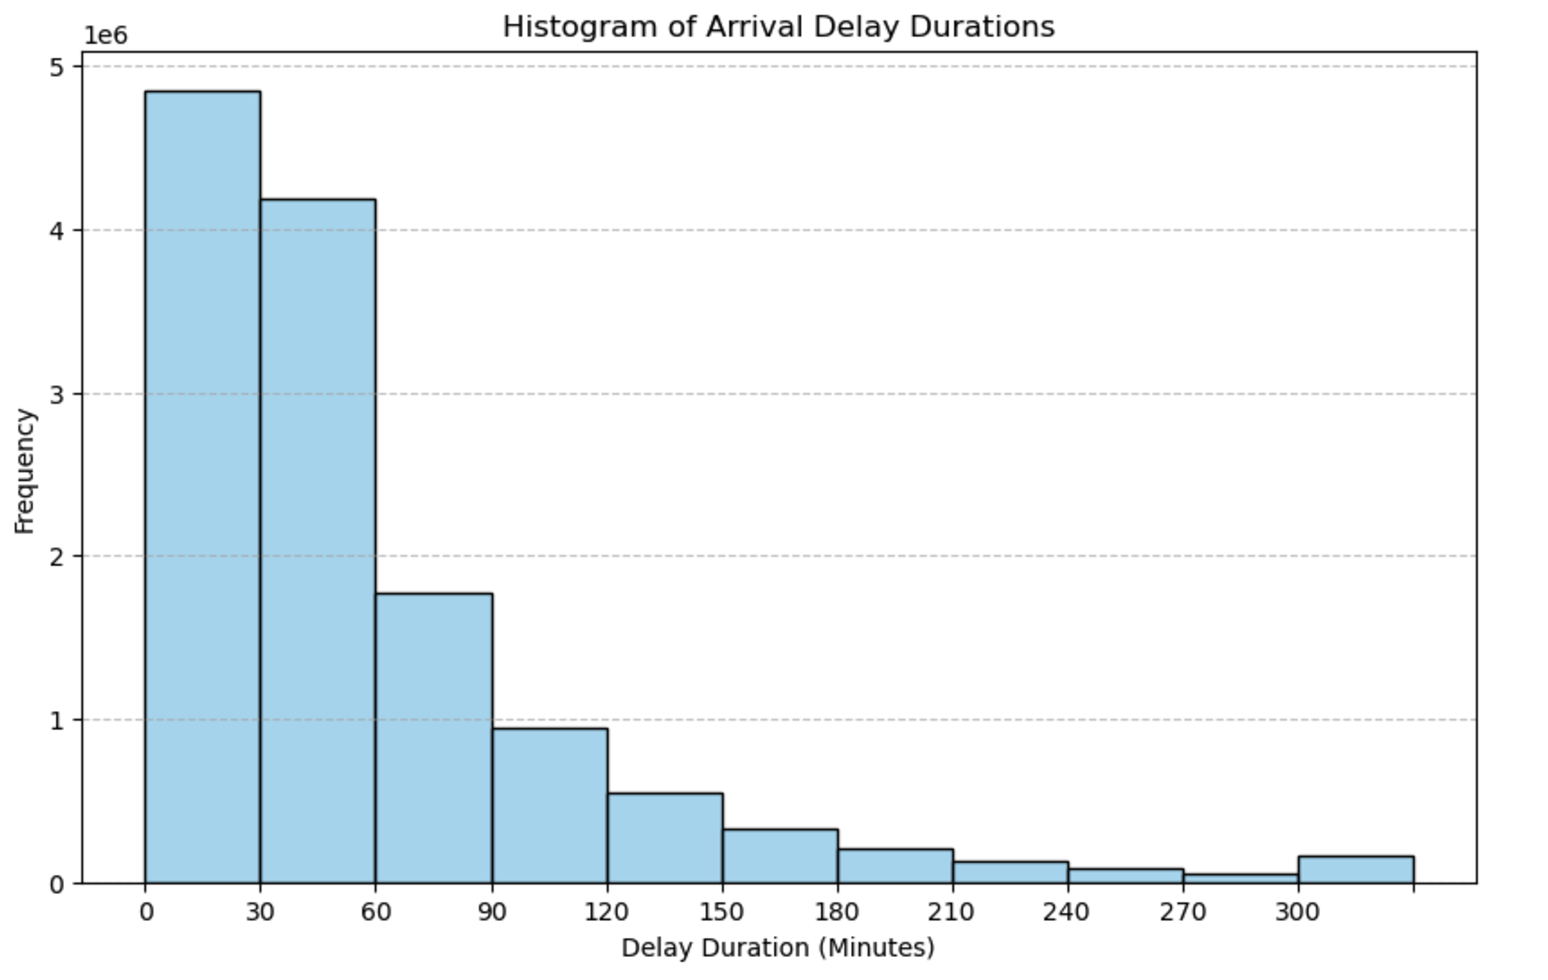 Histogram of Arrival Delay Durations
1e6
5
4
3
2
1
0
Frequency
0 30 60 90 120 150 180 210 240 270 300
Delay Duration (Minutes)